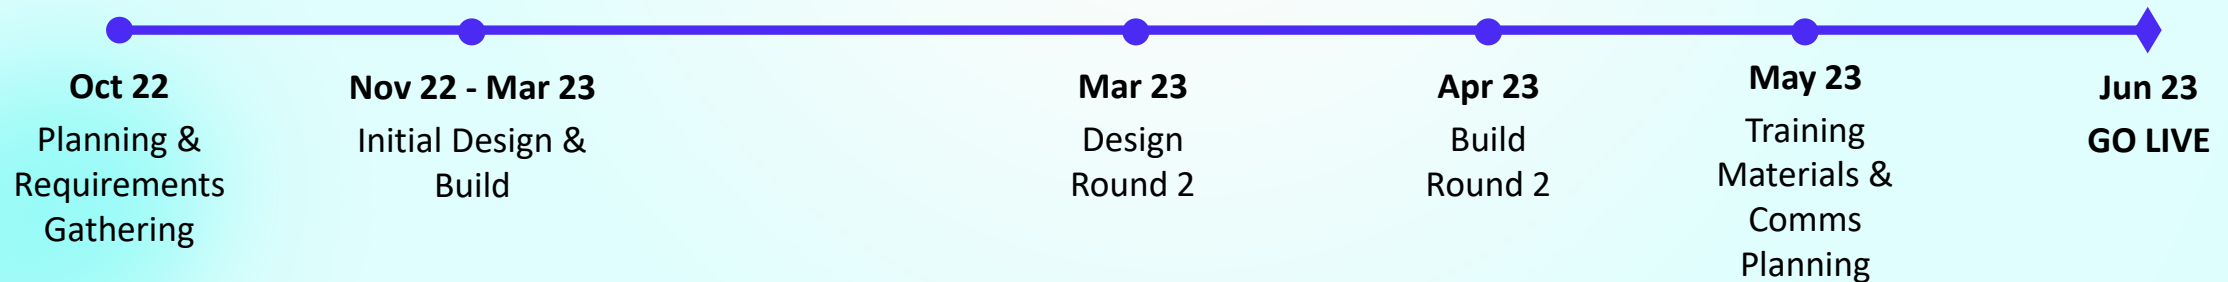 Oct 22
Planning &
Requirements
Gathering
Nov 22 - Mar 23
Initial Design &
Build
Mar 23
Design
Round 2
Apr 23
Build
Round 2
May 23
Training
Materials &
Comms
Planning
Jun 23
GO LIVE